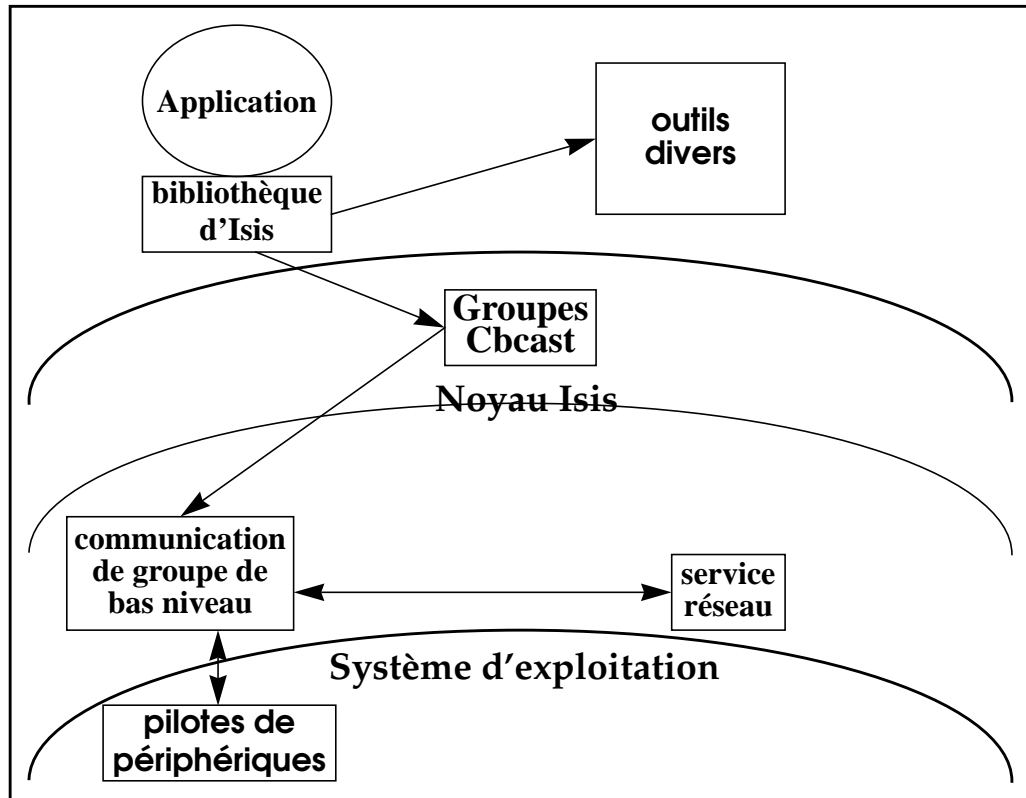 Application
outils
divers
bibliothèque
d'Isis
Groupes
Cbcast
Noyau Isis
communication
de groupe de
bas niveau
service
réseau
Système d'exploitation
pilotes de
périphériques